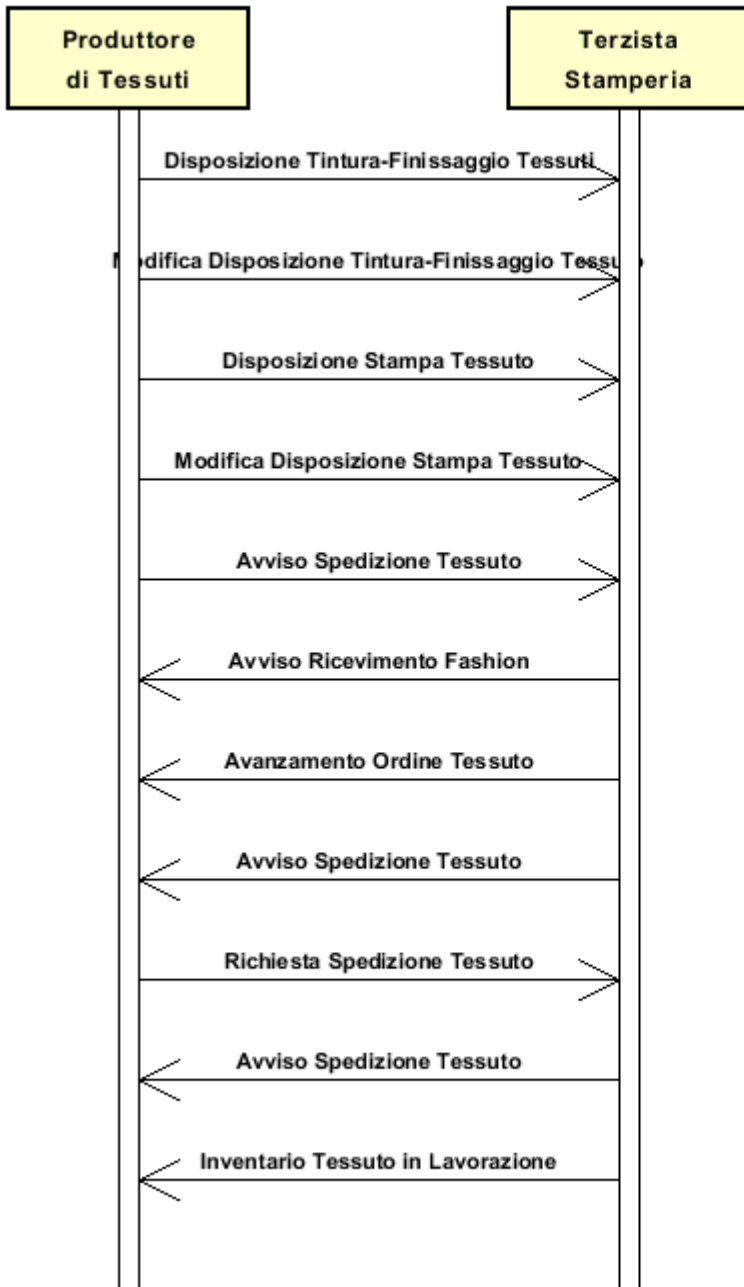 Produttore
di Tessuti
Terzista
Stamperia
Disposizione Tintura-Finissaggio Tessuti
Modifica Disposizione Tintura-Finissaggio Tessuto
Disposizione Stampa Tessuto
Modifica Disposizione Stampa Tessuto
Avviso Spedizione Tessuto
Avviso Ricevimento Fashion
Avanzamento Ordine Tessuto
Avviso Spedizione Tessuto
Richiesta Spedizione Tessuto
Avviso Spedizione Tessuto
Inventario Tessuto in Lavorazione